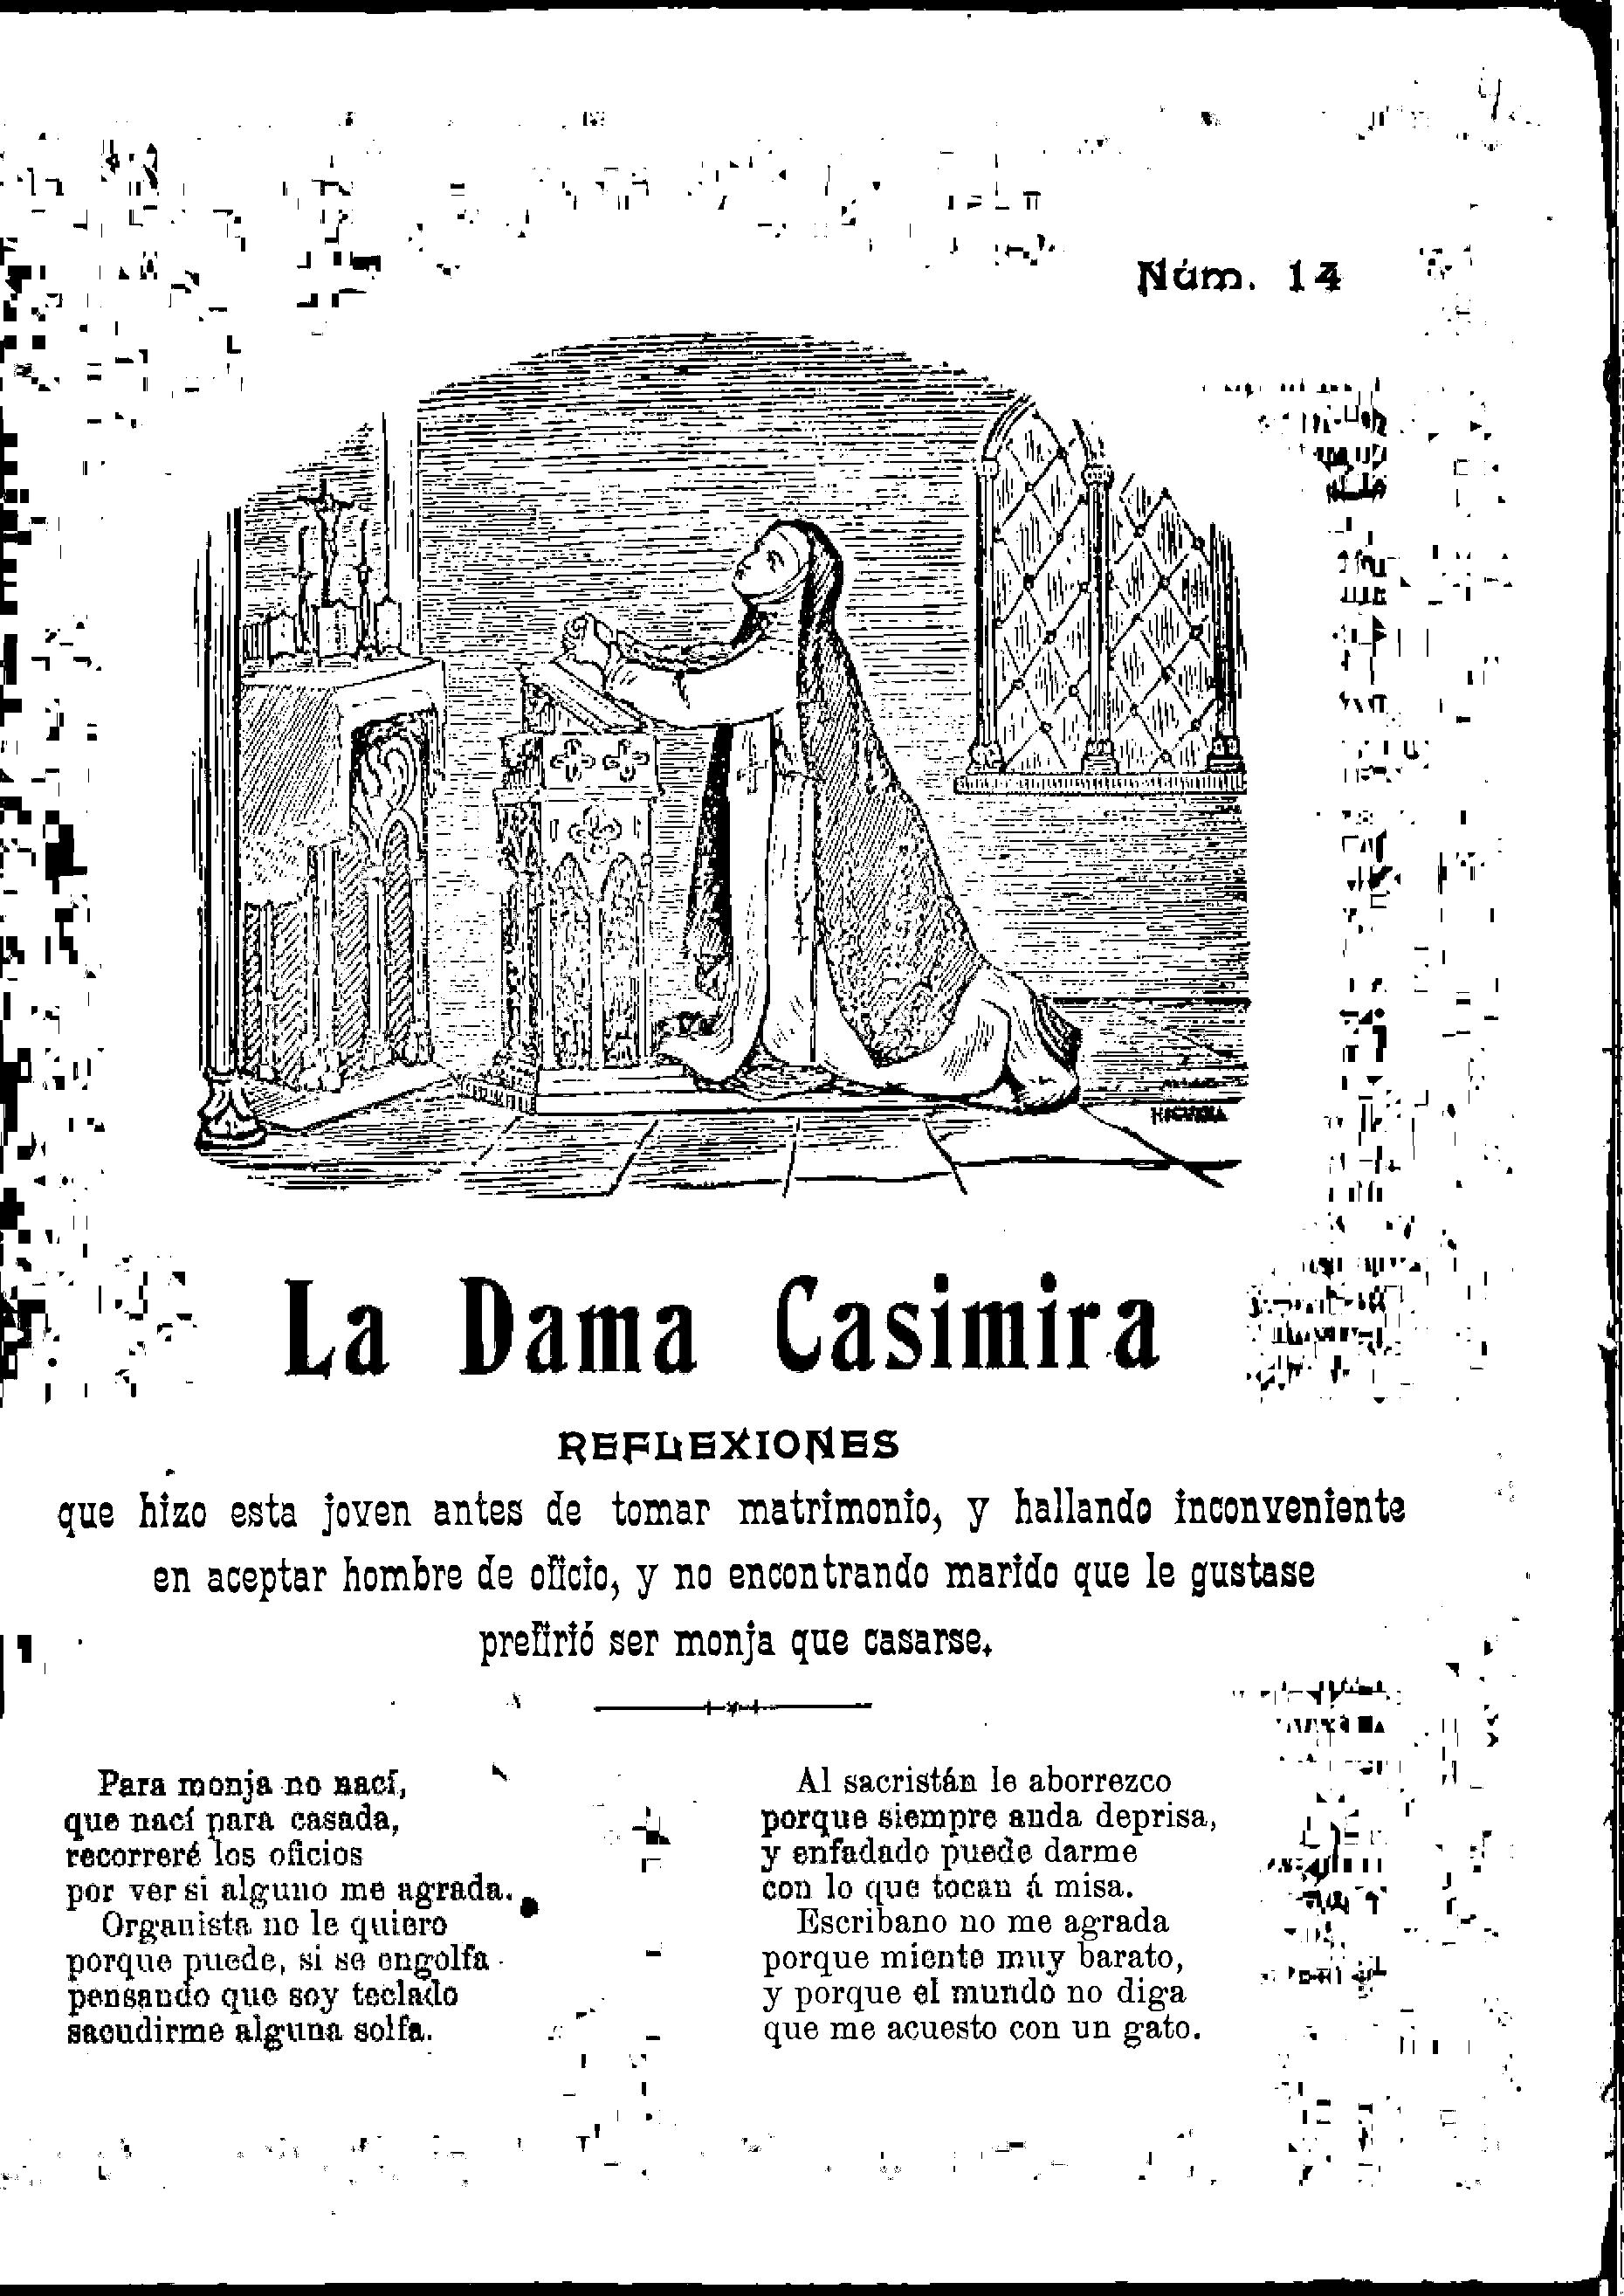 Núm. 14
La Dama Casimira
REFLEXIONES
que hizo esta joven antes de tomar matrimonio, y hallando inconveniente
en aceptar hombre de oficio, y no encontrando marido que le gustase
prefirió ser monja que casarse.
Para monja no nací,
que nací para casada,
recorreré los oficios
por ver si alguno me agrada.
Organista no le quiero
porque puede, si se engolfa
pensando que soy teclado
sacudirme alguna solfa.
Al sacristán le aborrezco
porque siempre anda deprisa,
y enfadado puede darme
con lo que tocan á misa.
Escribano no me agrada
porque miente muy barato,
y porque el mundo no diga
que me acuesto con un gato.